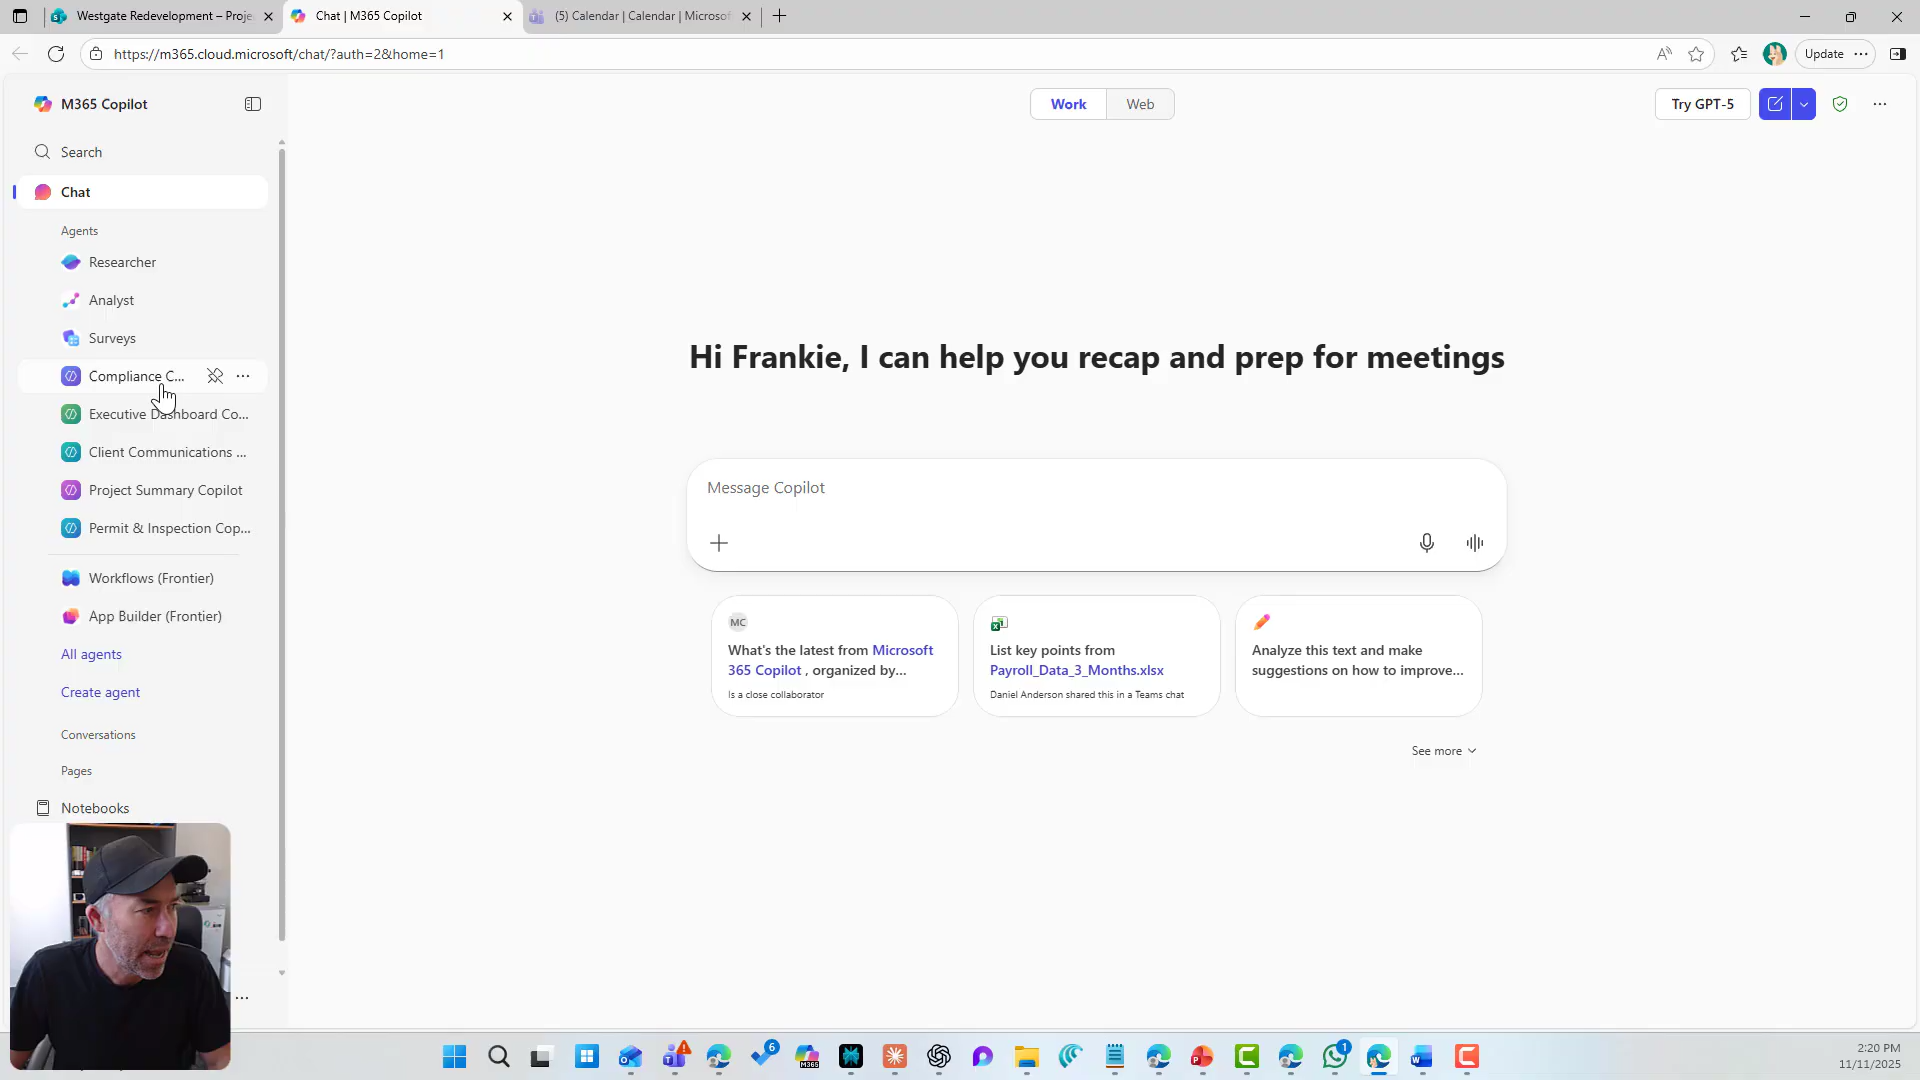 Westgate Redevelopment – Proje
Chat | M365 Copilot
(5) Calendar | Calendar | Microsof
https://m365.cloud.microsoft/chat/?auth=2&home=1
Update
M365 Copilot
Work
Web
Try GPT-5
Search
Chat
Agents
Researcher
Analyst
Surveys
Compliance C...
Executive Dashboard Co...
Client Communications ...
Project Summary Copilot
Permit & Inspection Cop...
Workflows (Frontier)
App Builder (Frontier)
All agents
Create agent
Conversations
Pages
Notebooks
Hi Frankie, I can help you recap and prep for meetings
Message Copilot
MC
What's the latest from Microsoft
365 Copilot , organized by...
Is a close collaborator
List key points from
Payroll_Data_3_Months.xlsx
Daniel Anderson shared this in a Teams chat
Analyze this text and make
suggestions on how to improve...
See more
6
M365
1
2:20 PM
11/11/2025